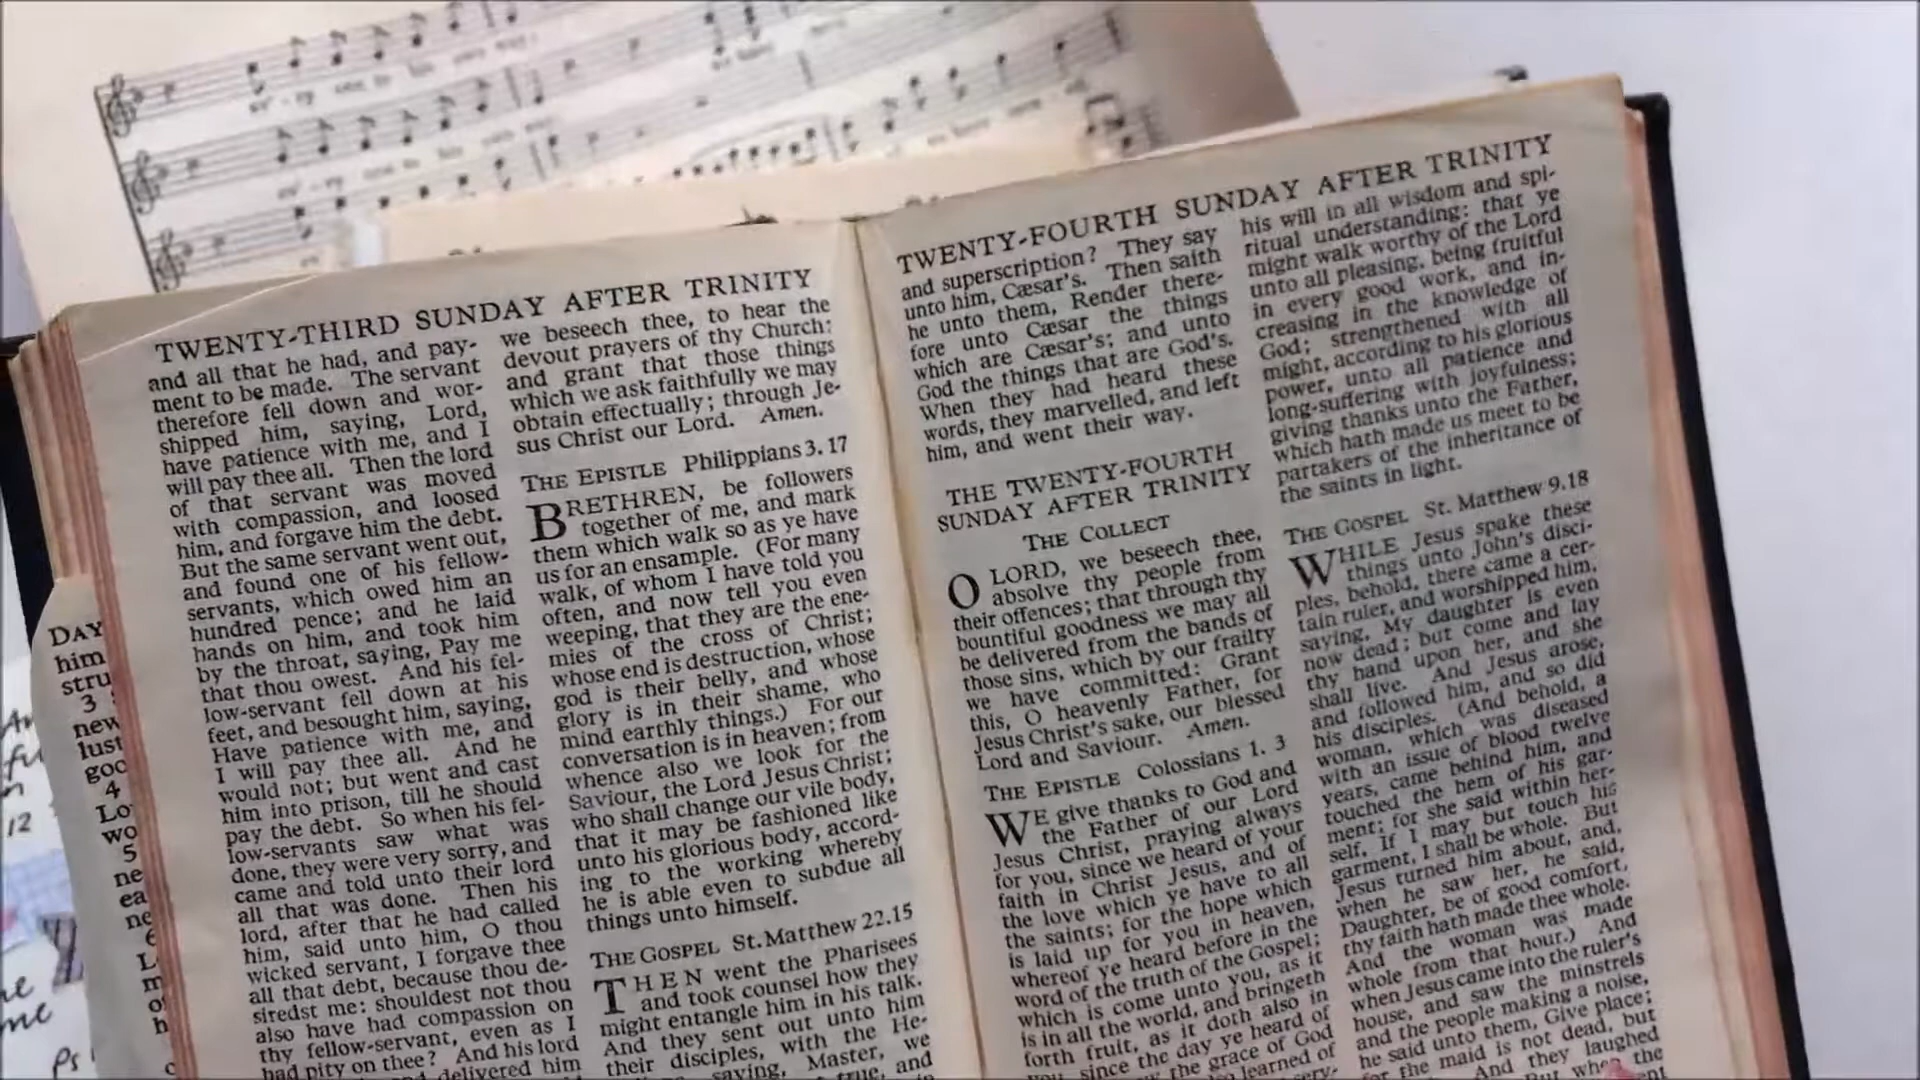 TWENTY-THIRD SUNDAY AFTER TRINITY
and all that he had, and pay-
ment to be made. The servant
therefore fell down and wor-
shipped him, saying, Lord,
have patience with me, and I
will pay thee all. Then the lord
of that servant was moved
with compassion, and loosed
him, and forgave him the debt.
But the same servant went out,
and found one of his fellow-
servants, which owed him an
hundred pence; and he laid
hands on him, and took him
by the throat, saying, Pay me
that thou owest. And his fel-
low-servant fell down at his
feet, and besought him, saying,
Have patience with me, and
I will pay thee all. And he
would not; but went and cast
him into prison, till he should
pay the debt. So when his fel-
low-servants saw what was
done, they were very sorry, and
came and told unto their lord
all that was done. Then his
lord, after that he had called
him, said unto him, O thou
wicked servant, I forgave thee
all that debt, because thou de-
siredst me: shouldest not thou
also have had compassion on
thy fellow-servant, even as I
had pity on thee? And his lord
delivered him
we beseech thee, to hear the
devout prayers of thy Church;
and grant that those things
which we ask faithfully we may
obtain effectually; through Je-
sus Christ our Lord. Amen.
THE EPISTLE Philippians 3. 17
BRETHREN, be followers
together of me, and mark
them which walk so as ye have
us for an ensample. (For many
walk, of whom I have told you
often, and now tell you even
weeping, that they are the ene-
mies of the cross of Christ;
whose end is destruction, whose
god is their belly, and whose
glory is in their shame, who
mind earthly things.) For our
conversation is in heaven; from
whence also we look for the
Saviour, the Lord Jesus Christ;
who shall change our vile body,
that it may be fashioned like
unto his glorious body, accord-
ing to the working whereby
he is able even to subdue all
things unto himself.
THE GOSPEL St. Matthew 22.15
THEN went the Pharisees
and took counsel how they
might entangle him in his talk.
And they sent out unto him
their disciples, with the He-
saying, Master, we
true, and
TWENTY-FOURTH SUNDAY AFTER TRINITY
and superscription? They say
unto him, Cæsar's. Then saith
he unto them, Render there-
fore unto Cæsar the things
which are Cæsar's; and unto
God the things that are God's.
When they had heard these
words, they marvelled, and left
him, and went their way.
THE TWENTY-FOURTH
SUNDAY AFTER TRINITY
THE COLLECT
O LORD, we beseech thee,
absolve thy people from
their offences; that through thy
bountiful goodness we may all
be delivered from the bands of
those sins, which by our frailty
we have committed: Grant
this, O heavenly Father, for
Jesus Christ's sake, our blessed
Lord and Saviour. Amen.
THE EPISTLE Colossians 1. 3
WE give thanks to God and
the Father of our Lord
Jesus Christ, praying always
for you, since we heard of your
faith in Christ Jesus, and of
the love which ye have to all
the saints; for the hope which
is laid up for you in heaven,
whereof ye heard before in the
word of the truth of the Gospel;
which is come unto you, as it
is in all the world, and bringeth
forth fruit, as it doth also in
you, since the day ye heard of
the grace of God
learned of
his will in all wisdom and spi-
ritual understanding: that ye
might walk worthy of the Lord
unto all pleasing, being fruitful
in every good work, and in-
creasing in the knowledge of
God; strengthened with all
might, according to his glorious
power, unto all patience and
long-suffering with joyfulness;
giving thanks unto the Father,
which hath made us meet to be
partakers of the inheritance of
the saints in light.
THE GOSPEL St. Matthew 9.18
WHILE Jesus spake these
things unto John's disci-
ples, behold, there came a cer-
tain ruler, and worshipped him,
saying, My daughter is even
now dead; but come and lay
thy hand upon her, and she
shall live. And Jesus arose,
and followed him, and so did
his disciples. (And behold, a
woman, which was diseased
with an issue of blood twelve
years, came behind him, and
touched the hem of his gar-
ment; for she said within her-
self, If I may but touch his
garment, I shall be whole. But
Jesus turned him about, and,
when he saw her, he said,
Daughter, be of good comfort,
thy faith hath made thee whole.
And the woman was made
whole from that hour.) And
when Jesus came into the ruler's
house, and saw the minstrels
and the people making a noise,
he said unto them, Give place;
for the maid is not dead, but
And they laughed
the
DAY
him
stru
3
new
lust
goo
4
Lo
wo
5
ne
ea
ne
L
m
12
me
Ps